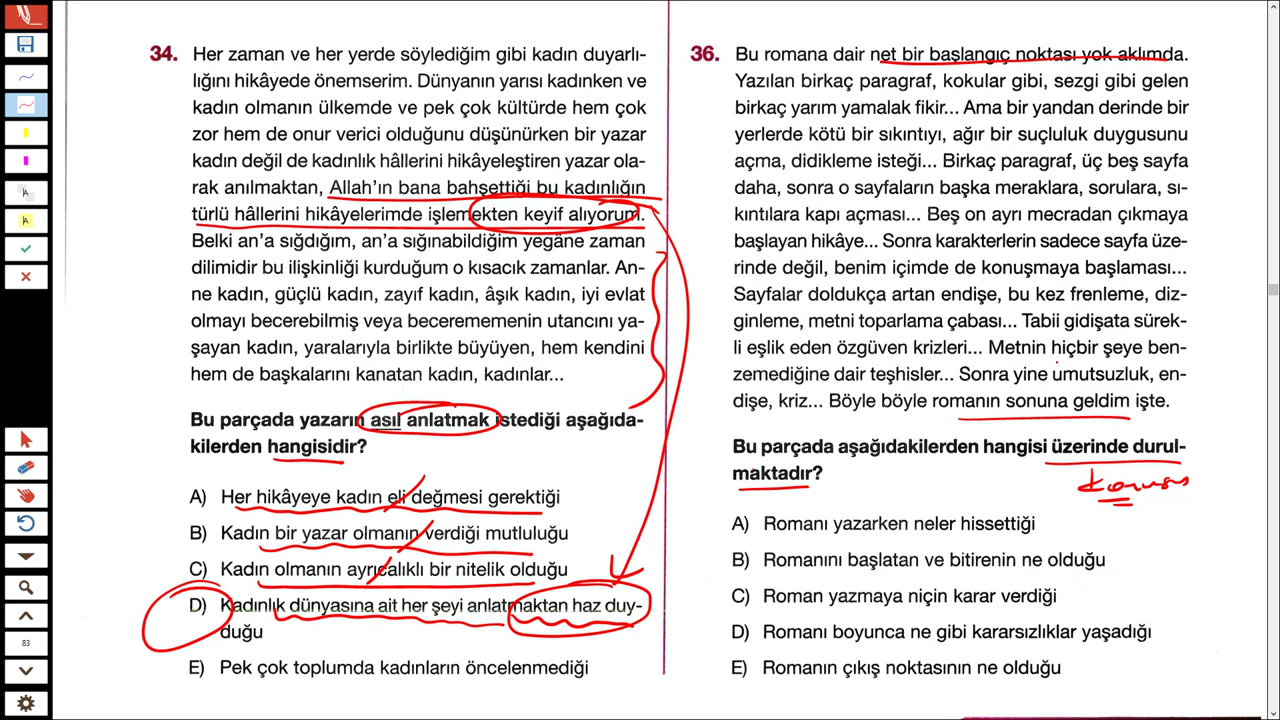 34. Her zaman ve her yerde söylediğim gibi kadın duyarlı-
lığını hikâyede önemserim. Dünyanın yarısı kadınken ve
kadın olmanın ülkemde ve pek çok kültürde hem çok
zor hem de onur verici olduğunu düşünürken bir yazar
kadın değil de kadınlık hâllerini hikâyeleştiren yazar ola-
rak anılmaktan, Allah'ın bana bahşettiği bu kadınlığın
türlü hâllerini hikâyelerimde işlemekten keyif alıyorum.
Belki an'a sığdığım, an'a sığınabildiğim yegâne zaman
dilimidir bu ilişkinliği kurduğum o kısacık zamanlar. An-
ne kadın, güçlü kadın, zayıf kadın, âşık kadın, iyi evlat
olmayı becerebilmiş veya becerememenin utancını ya-
şayan kadın, yaralarıyla birlikte büyüyen, hem kendini
hem de başkalarını kanatan kadın, kadınlar...
Bu parçada yazarın asıl anlatmak istediği aşağıda-
kilerden hangisidir?
A) Her hikâyeye kadın eli değmesi gerektiği
B) Kadın bir yazar olmanın verdiği mutluluğu
C) Kadın olmanın ayrıcalıklı bir nitelik olduğu
D) Kadınlık dünyasına ait her şeyi anlatmaktan haz duy-
duğu
E) Pek çok toplumda kadınların öncelenmediği
36. Bu romana dair net bir başlangıç noktası yok aklımda.
Yazılan birkaç paragraf, kokular gibi, sezgi gibi gelen
birkaç yarım yamalak fikir... Ama bir yandan derinde bir
yerlerde kötü bir sıkıntıyı, ağır bir suçluluk duygusunu
açma, didikleme isteği... Birkaç paragraf, üç beş sayfa
daha, sonra o sayfaların başka meraklara, sorulara, sı-
kıntılara kapı açması... Beş on ayrı mecradan çıkmaya
başlayan hikâye... Sonra karakterlerin sadece sayfa üze-
rinde değil, benim içimde de konuşmaya başlaması...
Sayfalar doldukça artan endişe, bu kez frenleme, diz-
ginleme, metni toparlama çabası... Tabii gidişata sürek-
li eşlik eden özgüven krizleri... Metnin hiçbir şeye ben-
zemediğine dair teşhisler... Sonra yine umutsuzluk, en-
dişe, kriz... Böyle böyle romanın sonuna geldim işte.
Bu parçada aşağıdakilerden hangisi üzerinde durul-
maktadır?
konusu
A) Romanı yazarken neler hissettiği
B) Romanını başlatan ve bitirenin ne olduğu
C) Roman yazmaya niçin karar verdiği
D) Romanı boyunca ne gibi kararsızlıklar yaşadığı
E) Romanın çıkış noktasının ne olduğu
83